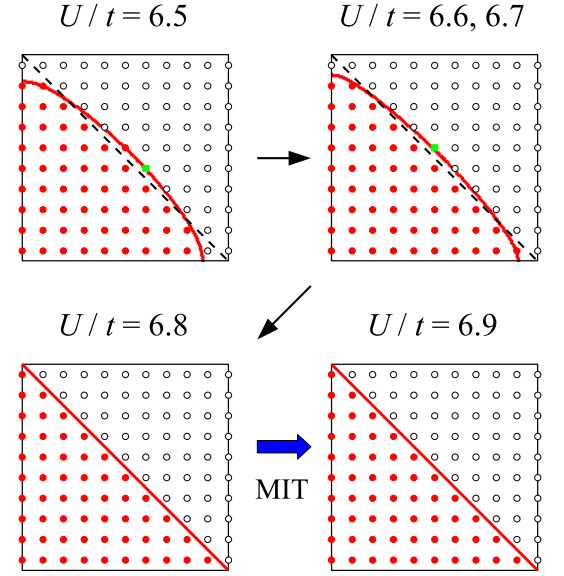 U / t = 6.5
U / t = 6.6, 6.7
U / t = 6.8
U / t = 6.9
MIT